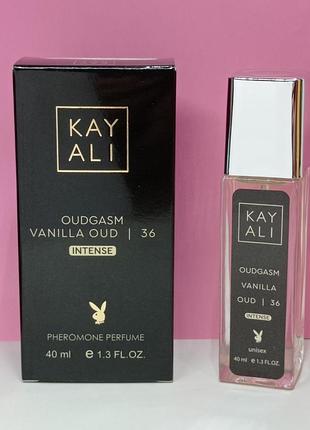 KAY
ALI
OUDGASM
VANILLA OUD | 36
INTENSE
PHEROMONE PERFUME
40 ml e 1.3 FL.OZ.
KAY
ALI
OUDGASM
VANILLA
OUD | 36
INTENSE
unisex
40 ml e 1.3 FL.OZ.